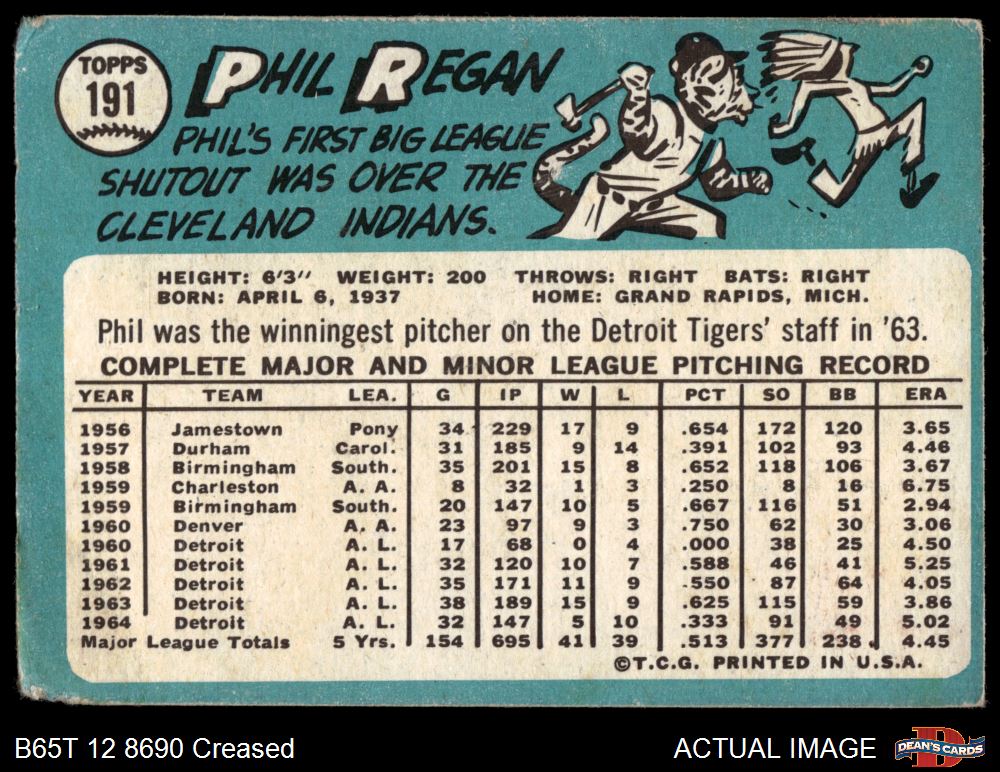 TOPPS
191
PHIL REGAN
PHIL'S FIRST BIG LEAGUE
SHUTOUT WAS OVER THE
CLEVELAND INDIANS.
HEIGHT: 6'3" WEIGHT: 200 THROWS: RIGHT BATS: RIGHT
BORN: APRIL 6, 1937 HOME: GRAND RAPIDS, MICH.
Phil was the winningest pitcher on the Detroit Tigers' staff in '63.
COMPLETE MAJOR AND MINOR LEAGUE PITCHING RECORD
YEAR TEAM LEA. G IP W L PCT SO BB ERA
1956 Jamestown Pony 34 229 17 9 .654 172 120 3.65
1957 Durham Carol. 31 185 9 14 .391 102 93 4.46
1958 Birmingham South. 35 201 15 8 .652 118 106 3.67
1959 Charleston A. A. 8 32 1 3 .250 8 16 6.75
1959 Birmingham South. 20 147 10 5 .667 116 51 2.94
1960 Denver A. A. 23 97 9 3 .750 62 30 3.06
1960 Detroit A. L. 17 68 0 4 .000 38 25 4.50
1961 Detroit A. L. 32 120 10 7 .588 46 41 5.25
1962 Detroit A. L. 35 171 11 9 .550 87 64 4.05
1963 Detroit A. L. 38 189 15 9 .625 115 59 3.86
1964 Detroit A. L. 32 147 5 10 .333 91 49 5.02
Major League Totals 5 Yrs. 154 695 41 39 .513 377 238 4.45
©T.C.G. PRINTED IN U.S.A.
B65T 12 8690 Creased
ACTUAL IMAGE
DEAN'S CARDS